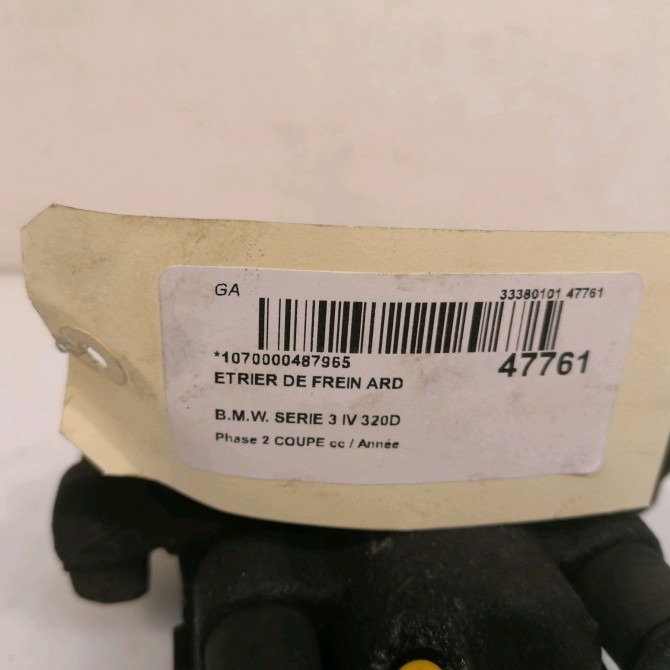 GA
33380101 47761
*1070000487965
47761
ETRIER DE FREIN ARD
B.M.W. SERIE 3 IV 320D
Phase 2 COUPE cc / Année